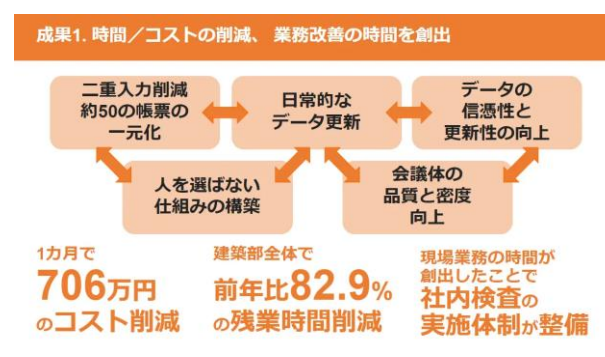 成果1. 時間／コストの削減、業務改善の時間を創出
二重入力削減
約50の帳票の
一元化
日常的な
データ更新
データの
信憑性と
更新性の向上
人を選ばない
仕組みの構築
会議体の
品質と密度
向上
1カ月で
706万円
のコスト削減
建築部全体で
前年比82.9%
の残業時間削減
現場業務の時間が
創出したことで
社内検査の
実施体制が整備